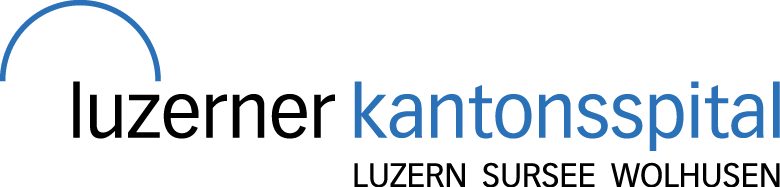 luzerner kantonsspital
LUZERN SURSEE WOLHUSEN